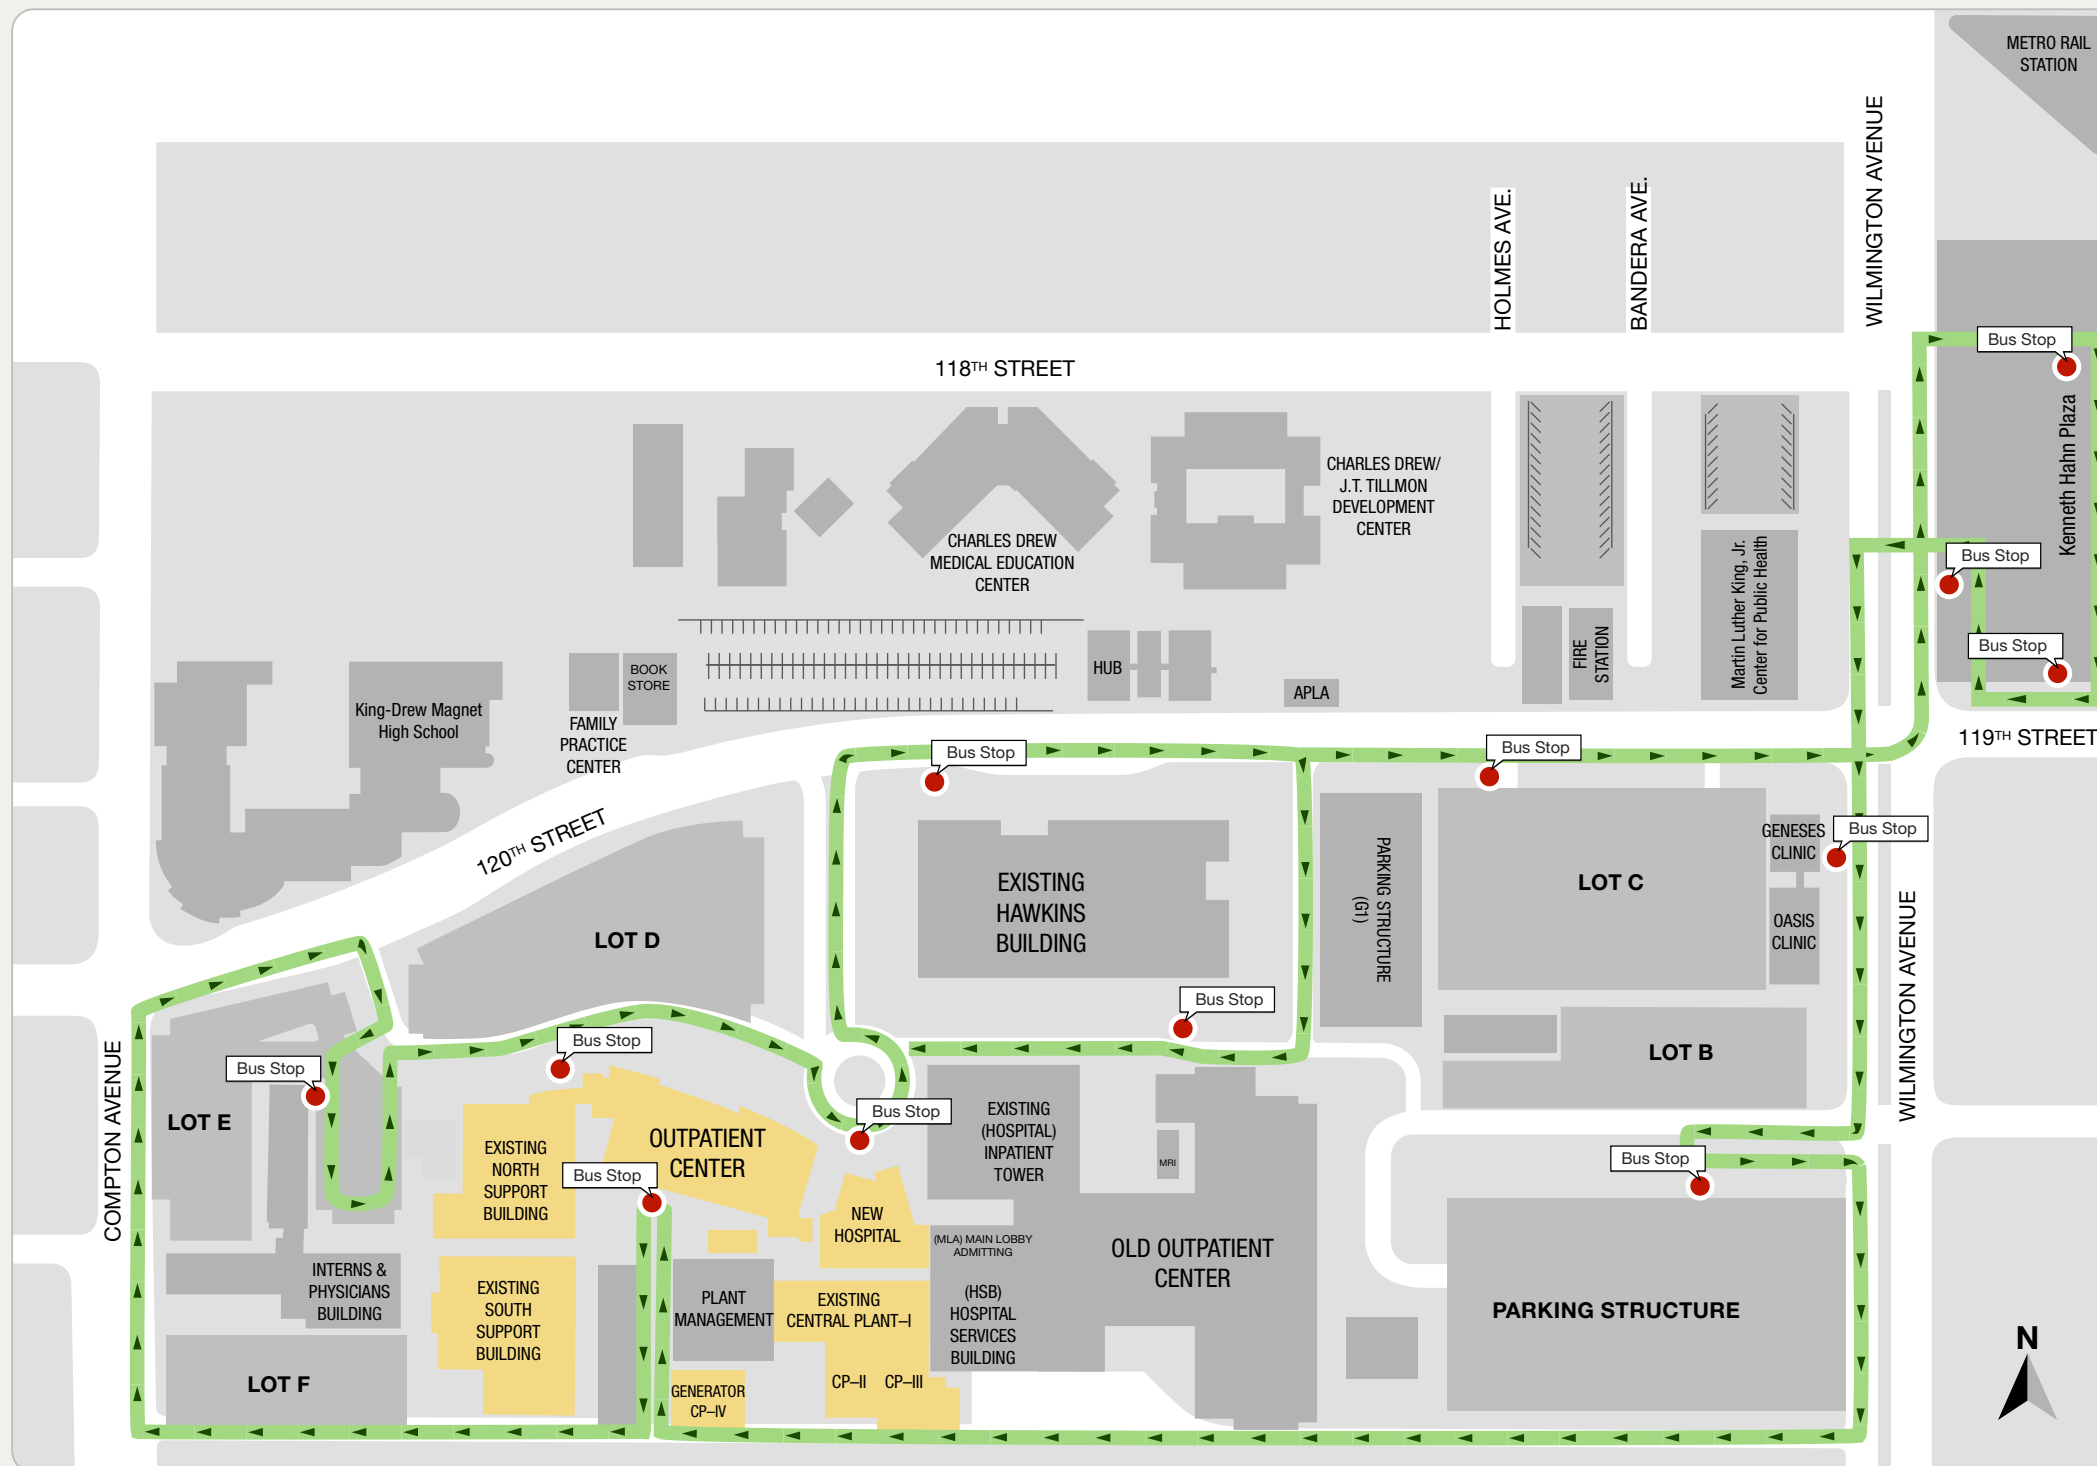 METRO RAIL
STATION
WILMINGTON AVENUE
HOLMES AVE.
BANDERA AVE.
118TH STREET
Bus Stop
Kenneth Hahn Plaza
CHARLES DREW/
J.T. TILLMON
DEVELOPMENT
CENTER
CHARLES DREW
MEDICAL EDUCATION
CENTER
Bus Stop
Martin Luther King, Jr.
Center for Public Health
FIRE
STATION
Bus Stop
HUB
APLA
BOOK
STORE
King-Drew Magnet
High School
FAMILY
PRACTICE
CENTER
119TH STREET
Bus Stop
Bus Stop
120TH STREET
Bus Stop
GENESES
CLINIC
PARKING STRUCTURE
(G1)
EXISTING
HAWKINS
BUILDING
LOT C
OASIS
CLINIC
LOT D
WILMINGTON AVENUE
Bus Stop
Bus Stop
LOT B
COMPTON AVENUE
Bus Stop
LOT E
Bus Stop
EXISTING
(HOSPITAL)
INPATIENT
TOWER
MRI
OUTPATIENT
CENTER
EXISTING
NORTH
SUPPORT
BUILDING
Bus Stop
Bus Stop
NEW
HOSPITAL
(MLA) MAIN LOBBY
ADMITTING
OLD OUTPATIENT
CENTER
INTERNS &
PHYSICIANS
BUILDING
EXISTING
SOUTH
SUPPORT
BUILDING
PLANT
MANAGEMENT
EXISTING
CENTRAL PLANT–I
(HSB)
HOSPITAL
SERVICES
BUILDING
PARKING STRUCTURE
N
LOT F
GENERATOR
CP–IV
CP–II
CP–III